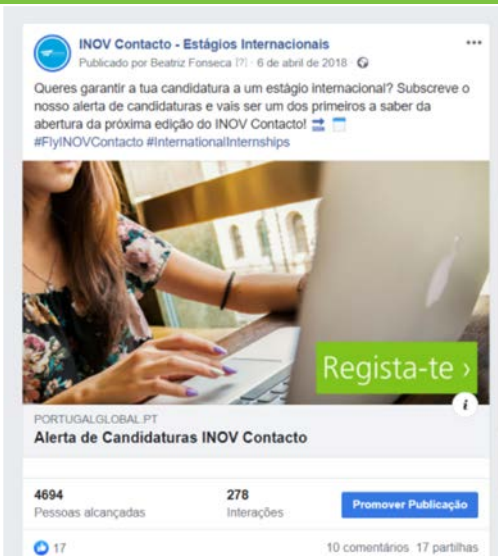 INOV Contacto - Estágios Internacionais
Publicado por Beatriz Fonseca [?] · 6 de abril de 2018 ·
Queres garantir a tua candidatura a um estágio internacional? Subscreve o
nosso alerta de candidaturas e vais ser um dos primeiros a saber da
abertura da próxima edição do INOV Contacto!
#FlyINOVContacto #InternationalInternships
Regista-te ›
i
PORTUGALGLOBAL.PT
Alerta de Candidaturas INOV Contacto
4694
Pessoas alcançadas
278
Interações
Promover Publicação
17
10 comentários 17 partilhas